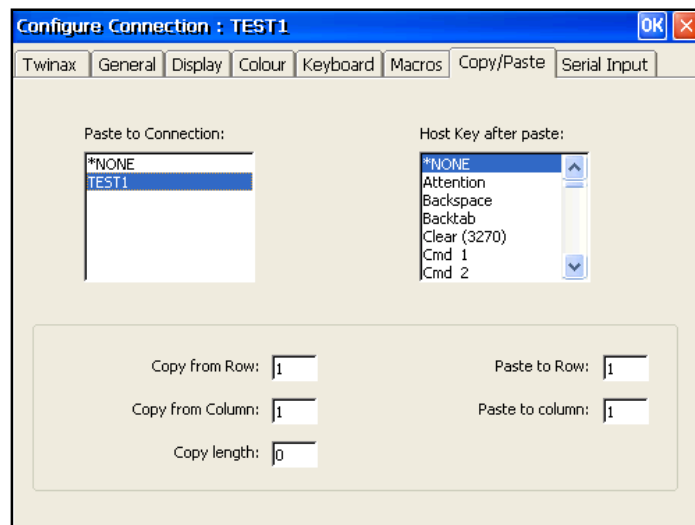 Configure Connection : TEST1 OK
Twinax General Display Colour Keyboard Macros Copy/Paste Serial Input
Paste to Connection:
*NONE
TEST1
Host Key after paste:
*NONE
Attention
Backspace
Backtab
Clear (3270)
Cmd 1
Cmd 2
Copy from Row: 1
Copy from Column: 1
Copy length: 0
Paste to Row: 1
Paste to column: 1